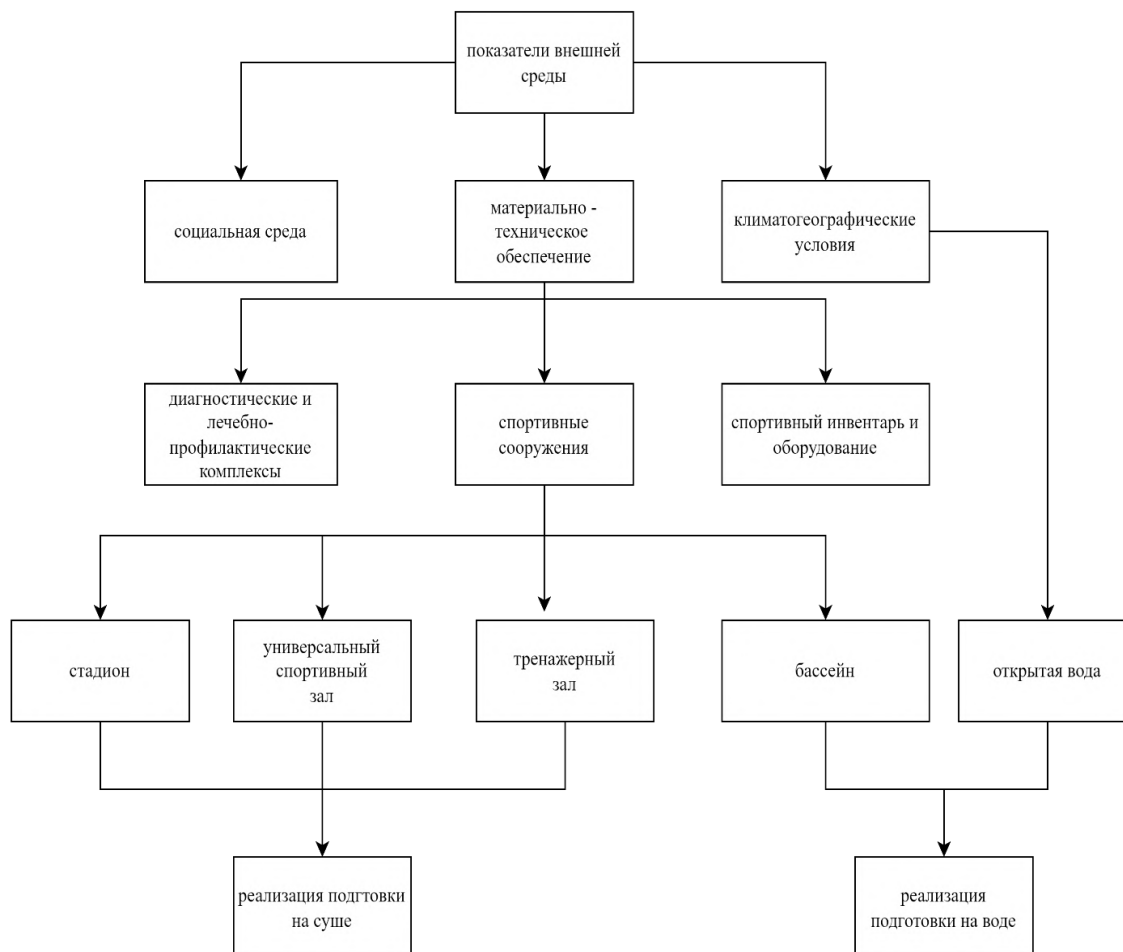 показатели внешней
среды
социальная среда
материально -
техническое
обеспечение
климатогеографические
условия
диагностические и
лечебно-
профилактические
комплексы
спортивные
сооружения
спортивный инвентарь и
оборудование
стадион
универсальный
спортивный
зал
тренажерный
зал
бассейн
открытая вода
реализация подгтовки
на суше
реализация
подготовки на воде